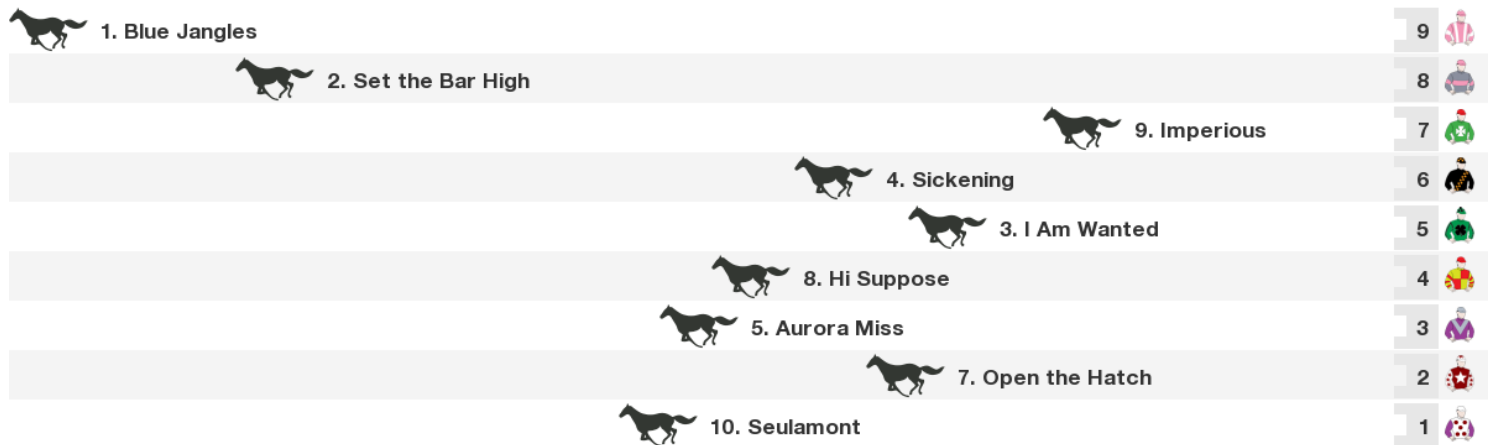 1. Blue Jangles 9
2. Set the Bar High 8
9. Imperious 7
4. Sickening 6
3. I Am Wanted 5
8. Hi Suppose 4
5. Aurora Miss 3
7. Open the Hatch 2
10. Seulamont 1